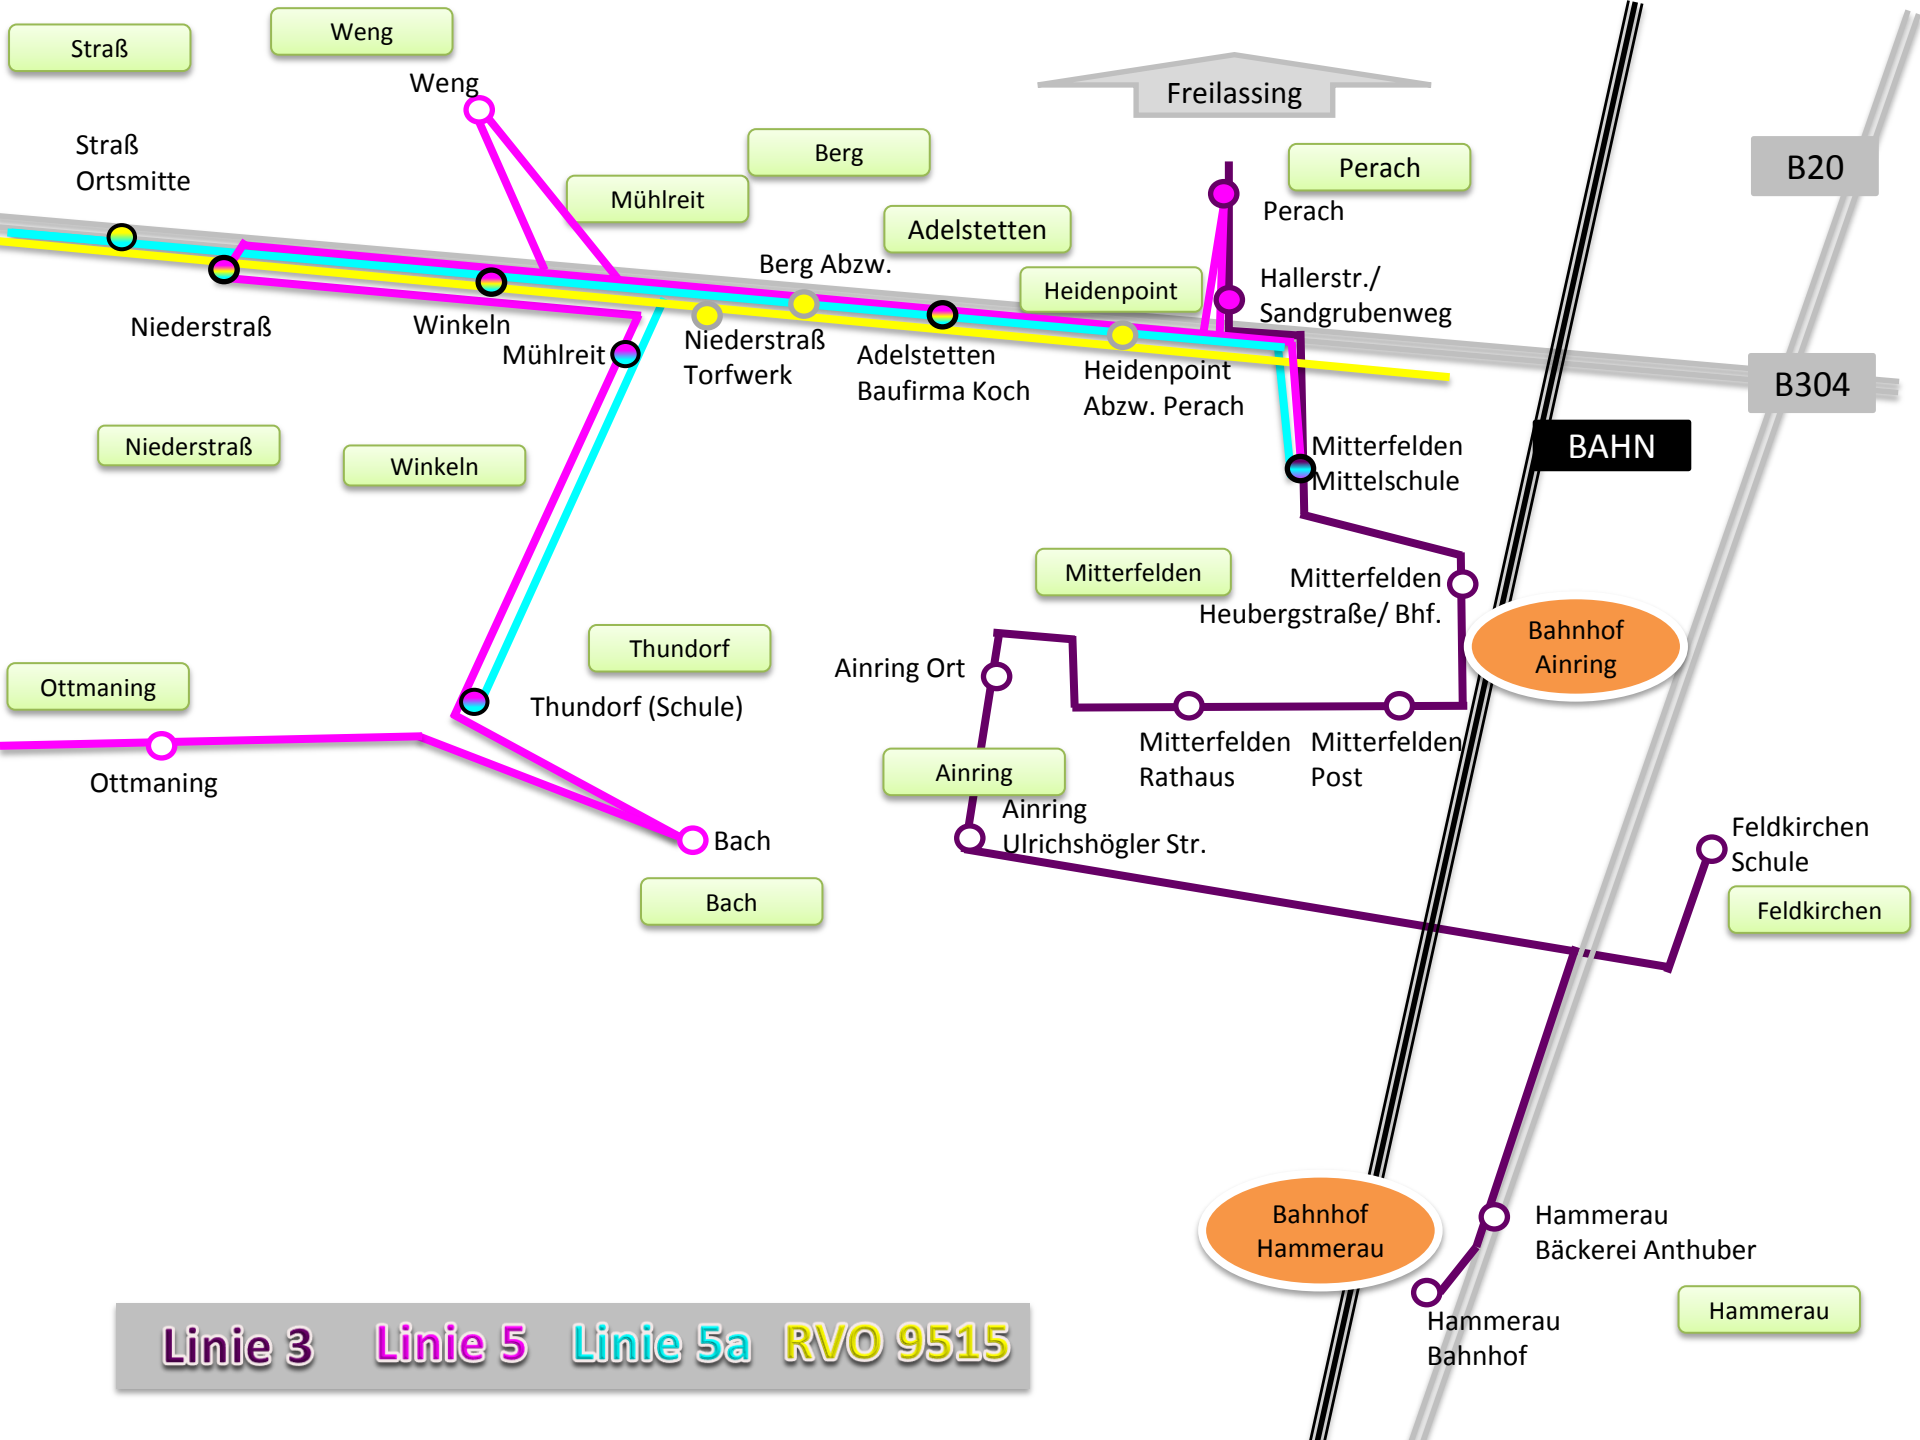 Straß
Weng
Weng
Freilassing
Straß
Ortsmitte
Berg
Perach
B20
Mühlreit
Perach
Adelstetten
Berg Abzw.
Heidenpoint
Hallerstr./
Sandgrubenweg
Niederstraß
Winkeln
Mühlreit
Niederstraß
Torfwerk
Adelstetten
Baufirma Koch
Heidenpoint
Abzw. Perach
B304
Niederstraß
Winkeln
Mitterfelden
Mittelschule
BAHN
Mitterfelden
Mitterfelden
Heubergstraße/ Bhf.
Bahnhof
Ainring
Thundorf
Ainring Ort
Ottmaning
Thundorf (Schule)
Mitterfelden
Rathaus
Mitterfelden
Post
Ottmaning
Ainring
Ainring
Ulrichshögler Str.
Bach
Feldkirchen
Schule
Bach
Feldkirchen
Bahnhof
Hammerau
Hammerau
Bäckerei Anthuber
Hammerau
Hammerau
Bahnhof
Linie 3 Linie 5 Linie 5a RVO 9515